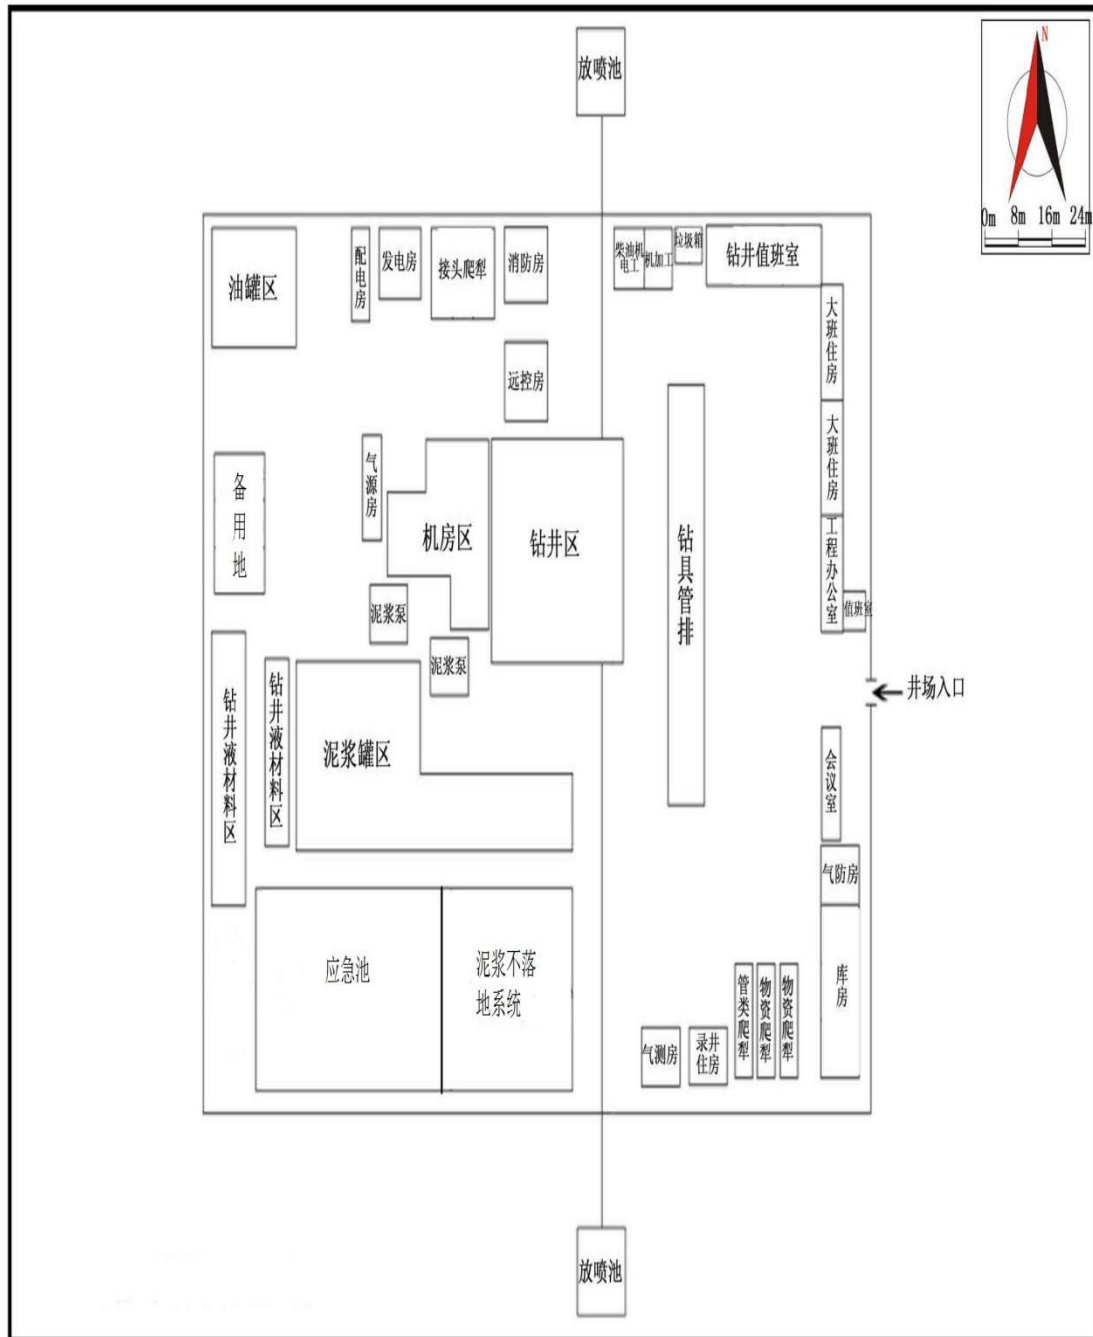 放喷池
N
0m 8m 16m 24m
油罐区
配电房
发电房
接头爬犁
消防房
柴油机
电工
机加工
垃圾箱
钻井值班室
大班住房
远控房
大班住房
气源房
备用地
机房区
钻井区
钻具管排
工程办公室
值班室
泥浆泵
泥浆泵
井场入口
钻井液材料区
钻井液材料区
泥浆罐区
会议室
气防房
应急池
泥浆不落
地系统
库房
管类爬犁
物资爬犁
物资爬犁
气测房
录井
住房
放喷池